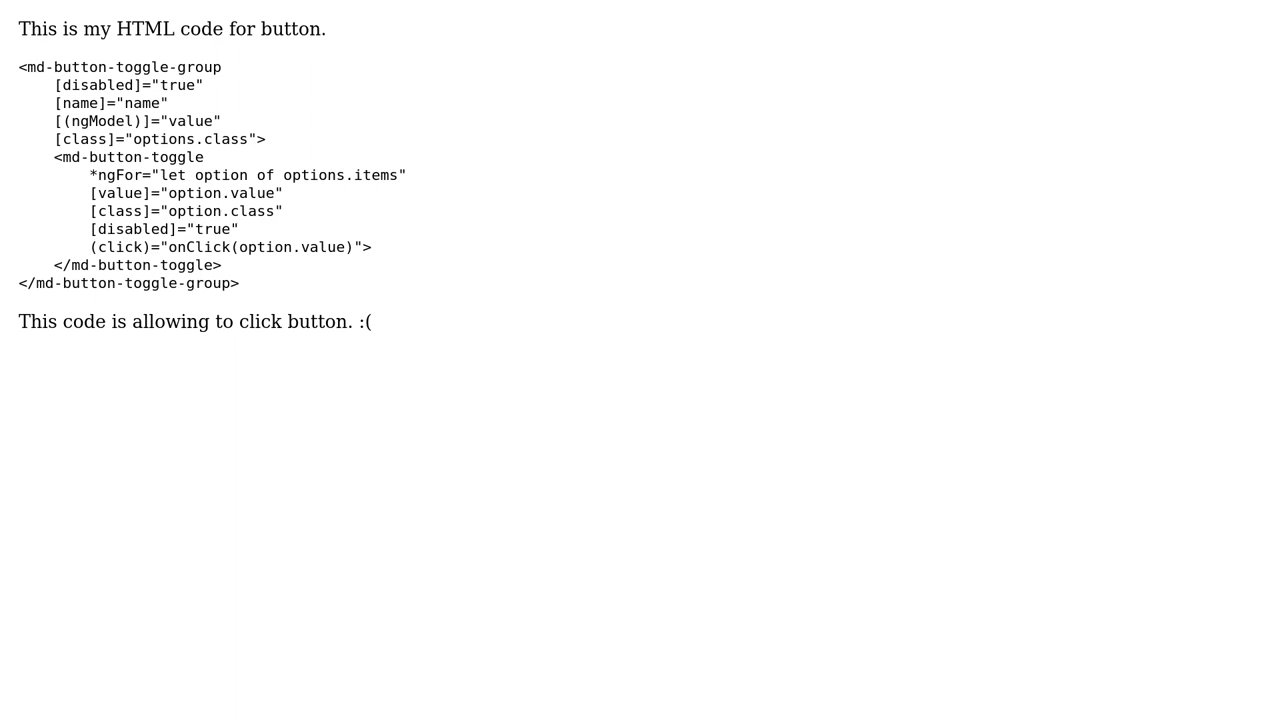 This is my HTML code for button.
<md-button-toggle-group
    [disabled]="true"
    [name]="name"
    [(ngModel)]="value"
    [class]="options.class">
    <md-button-toggle
        *ngFor="let option of options.items"
        [value]="option.value"
        [class]="option.class"
        [disabled]="true"
        (click)="onClick(option.value)">
    </md-button-toggle>
</md-button-toggle-group>
This code is allowing to click button. :(